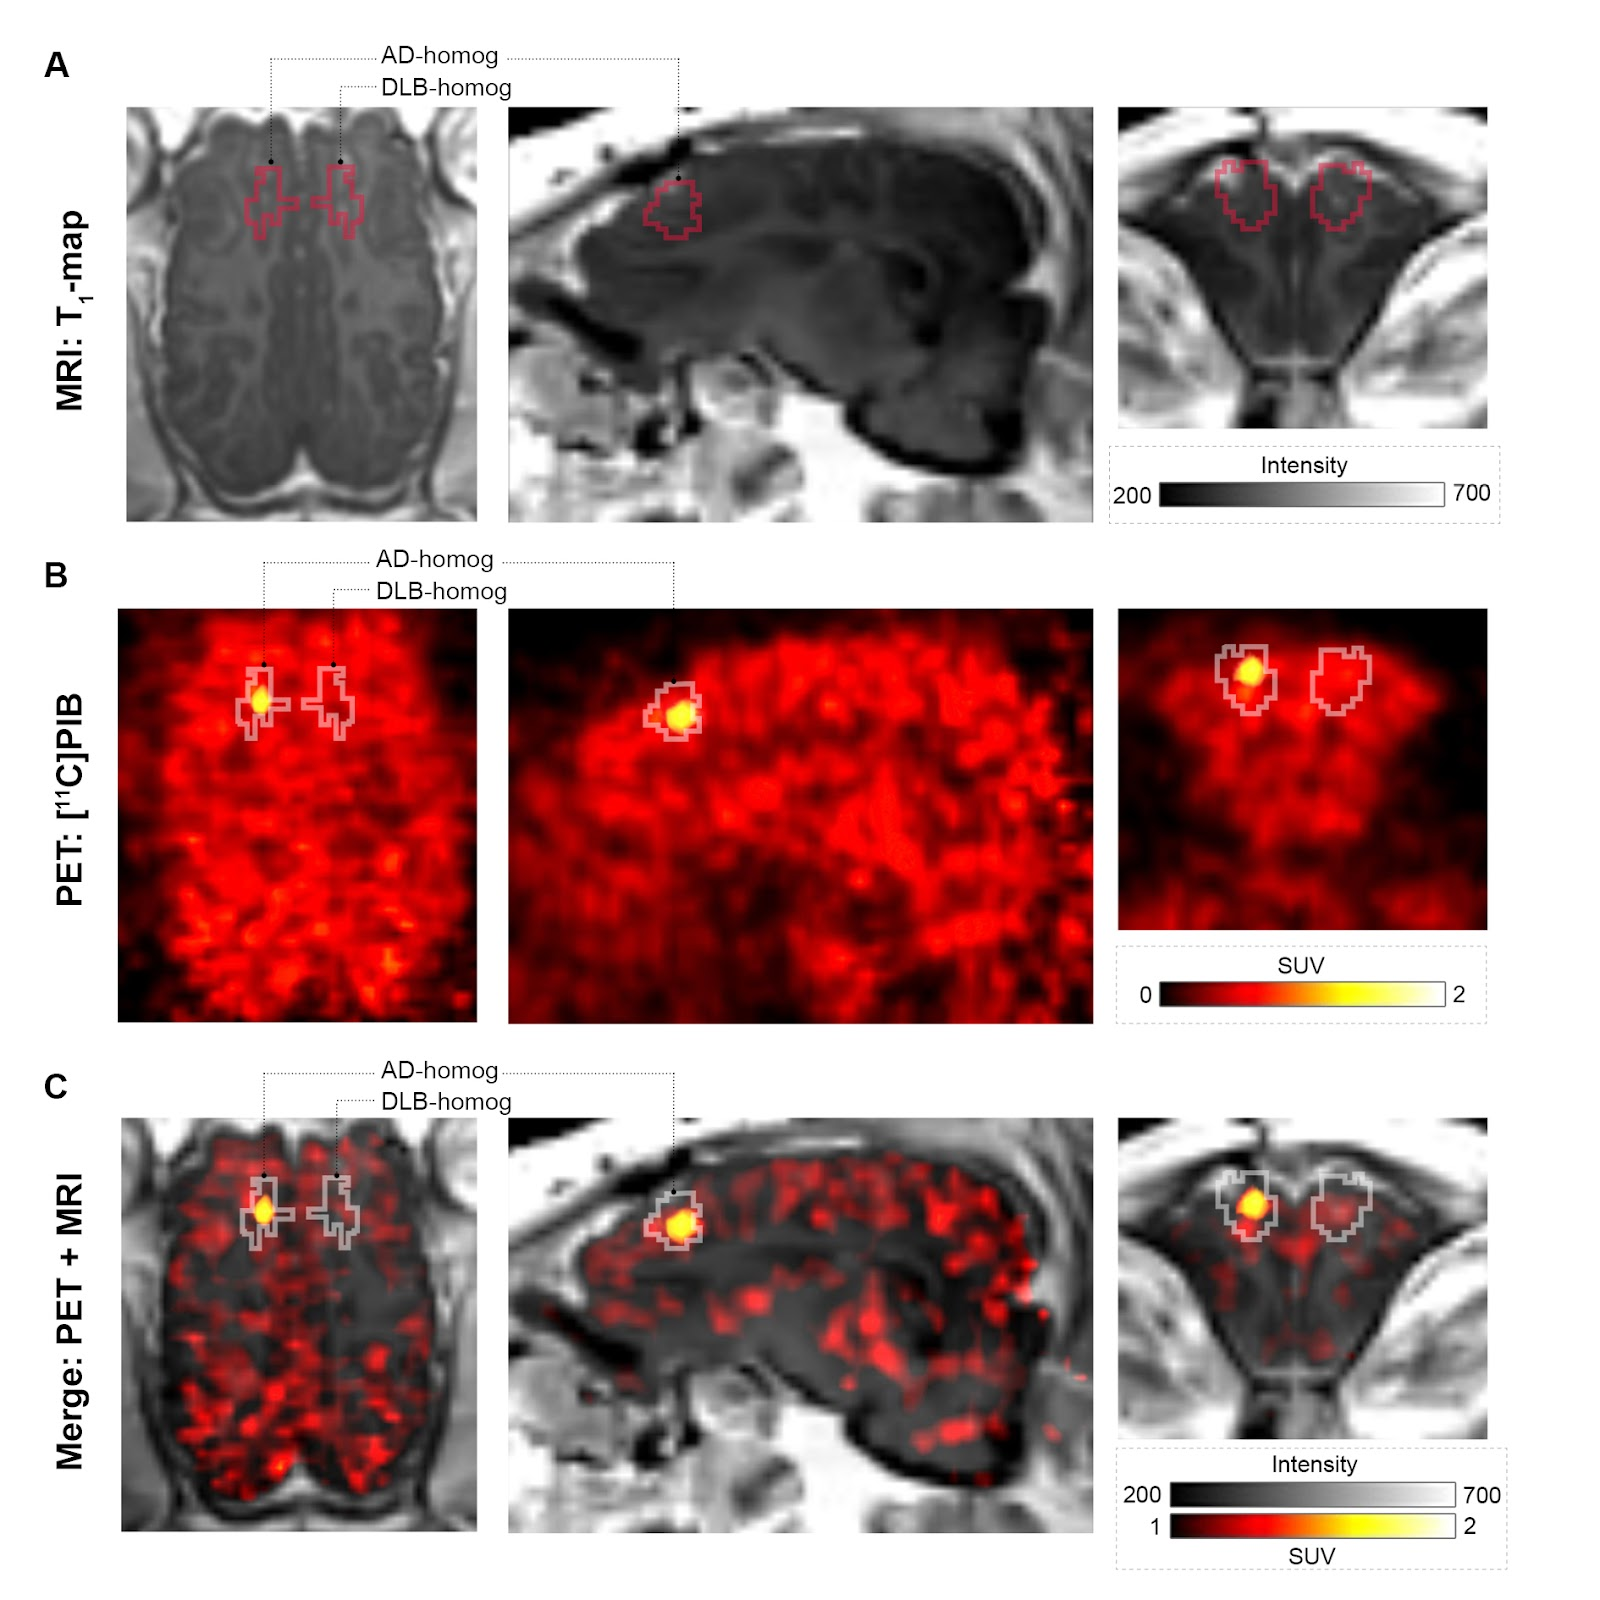 A
AD-homog
DLB-homog
MRI: T1-map
Intensity
200 700
B
AD-homog
DLB-homog
PET: [¹¹C]PIB
SUV
0 2
C
AD-homog
DLB-homog
Merge: PET + MRI
Intensity
200 700
1 2
SUV